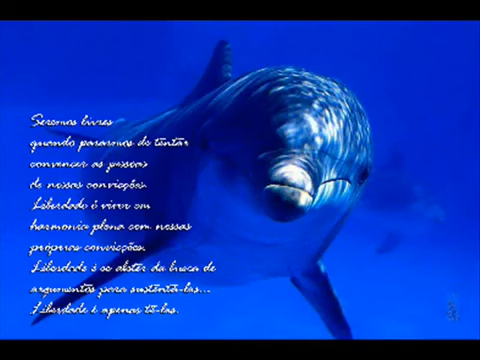 Seremos livres
quando pararmos de tentar
convencer as pessoas
de nossas convicções.
Liberdade é viver em
harmonia plena com nossas
próprias convicções.
Liberdade é se abster da busca de
argumentos para sustentá-las...
Liberdade é apenas tê-las.